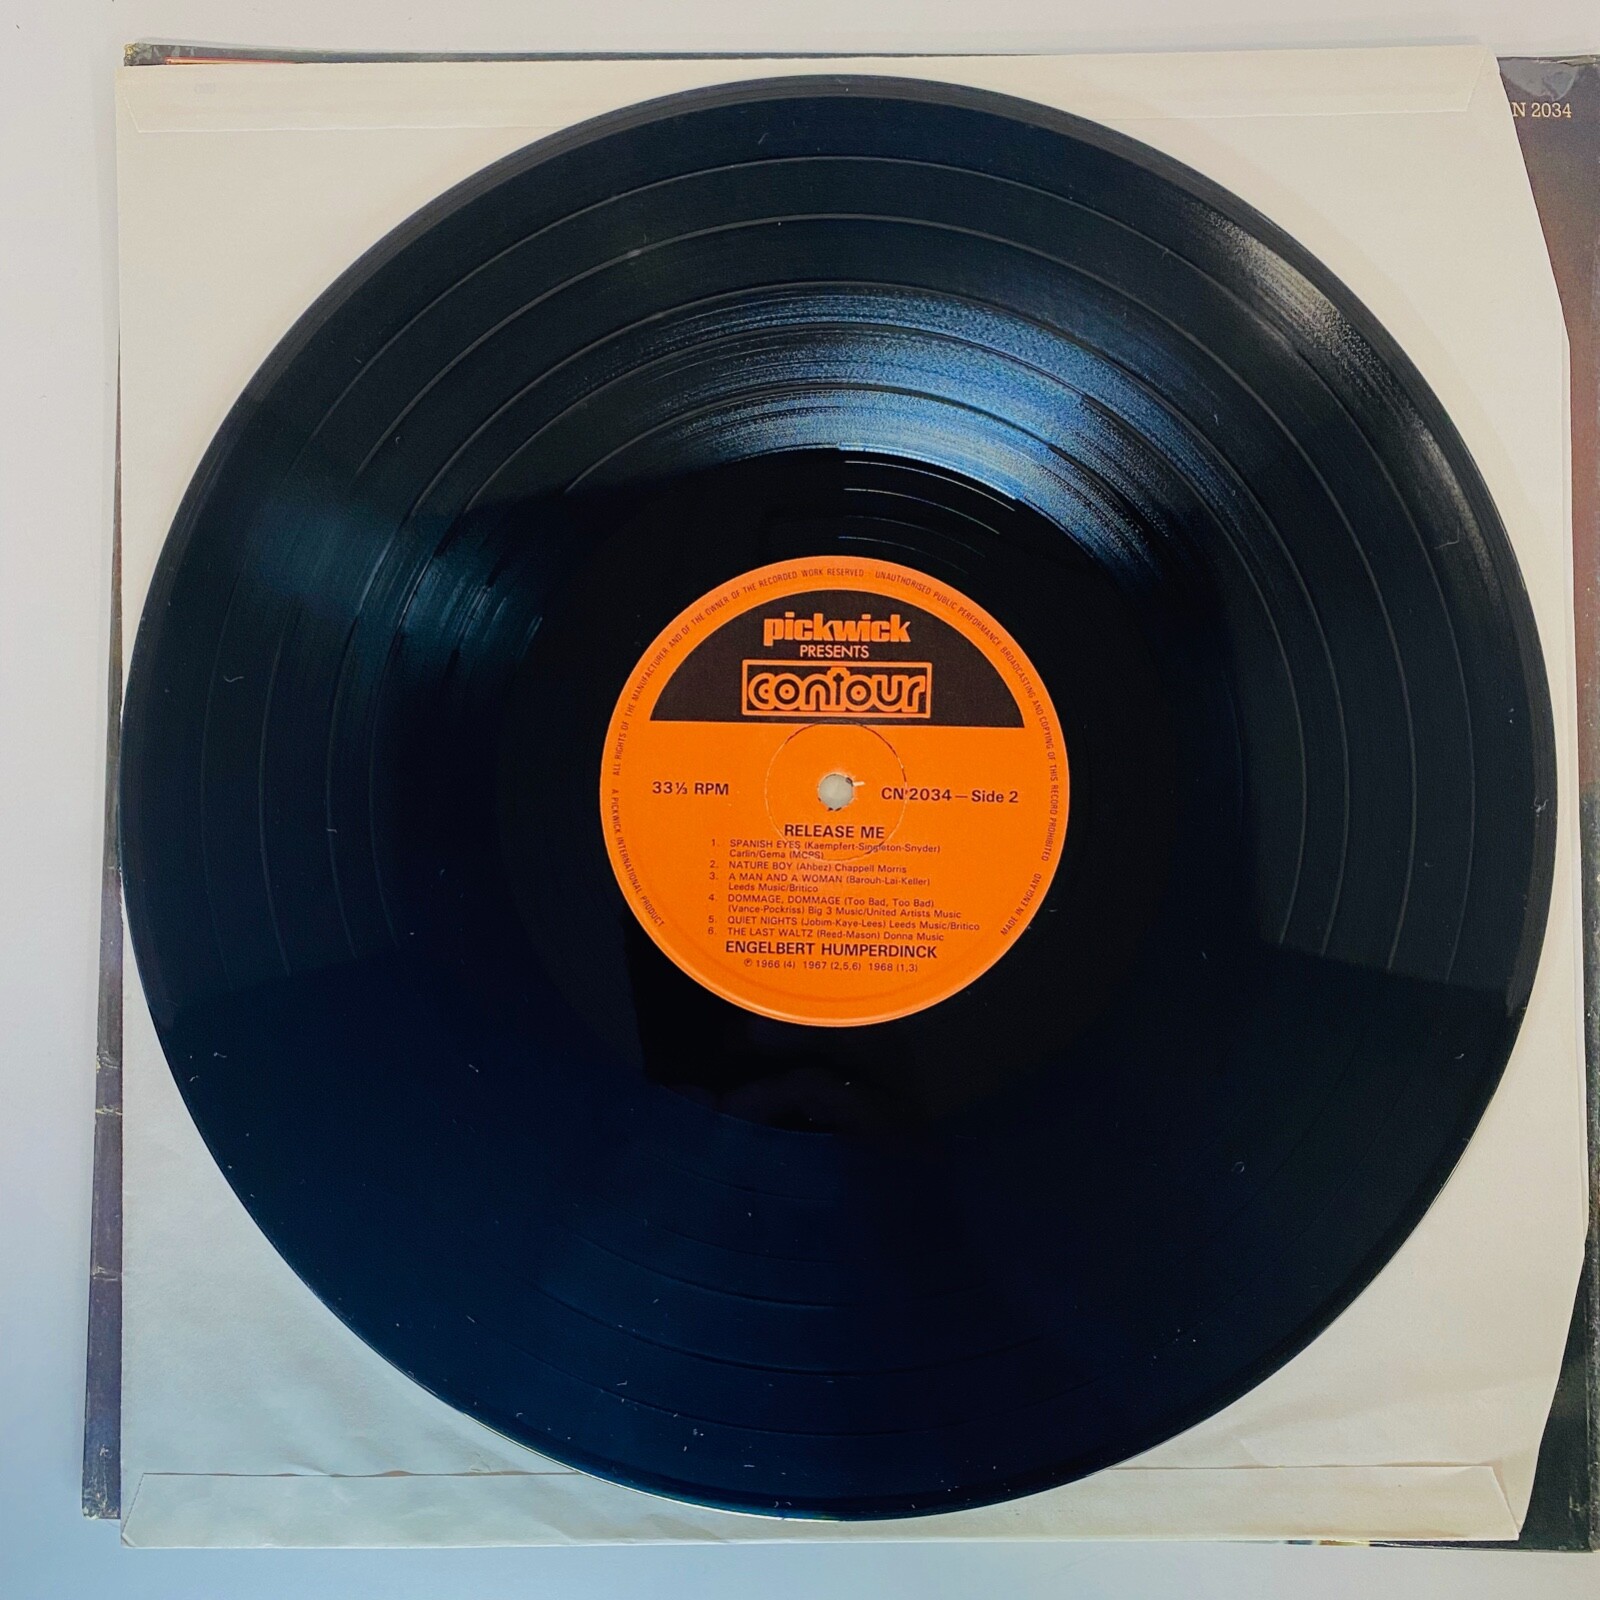 N 2034
ALL RIGHTS OF THE MANUFACTURER AND OF THE OWNER OF THE RECORDED WORK RESERVED UNAUTHORISED PUBLIC PERFORMANCE BROADCASTING AND COPYING OF THIS RECORD PROHIBITED
pickwick
PRESENTS
contour
33⅓ RPM
CN 2034 — Side 2
RELEASE ME
1. SPANISH EYES (Kaempfert-Singleton-Snyder)
Carlin/Gema (MCPS)
2. NATURE BOY (Ahbez) Chappell Morris
3. A MAN AND A WOMAN (Barouh-Lai-Keller)
Leeds Music/Britico
4. DOMMAGE, DOMMAGE (Too Bad, Too Bad)
(Vance-Pockriss) Big 3 Music/United Artists Music
5. QUIET NIGHTS (Jobim-Kaye-Lees) Leeds Music/Britico
6. THE LAST WALTZ (Reed-Mason) Donna Music
ENGELBERT HUMPERDINCK
℗ 1966 (4) 1967 (2,5,6) 1968 (1,3)
A PICKWICK INTERNATIONAL PRODUCT
MADE IN ENGLAND